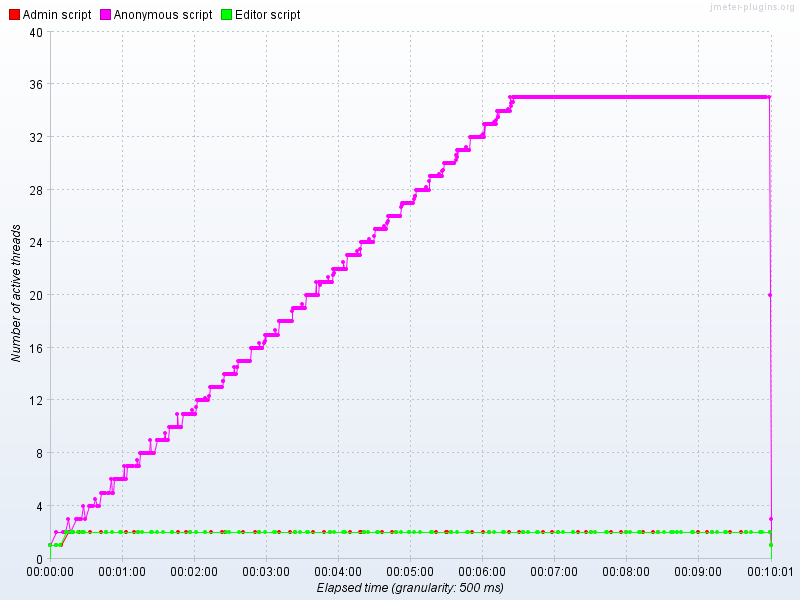 jmeter-plugins.org
Admin script Anonymous script Editor script
40
36
32
28
24
20
16
12
8
4
0
Number of active threads
00:00:00 00:01:00 00:02:00 00:03:00 00:04:00 00:05:00 00:06:00 00:07:00 00:08:00 00:09:00 00:10:01
Elapsed time (granularity: 500 ms)